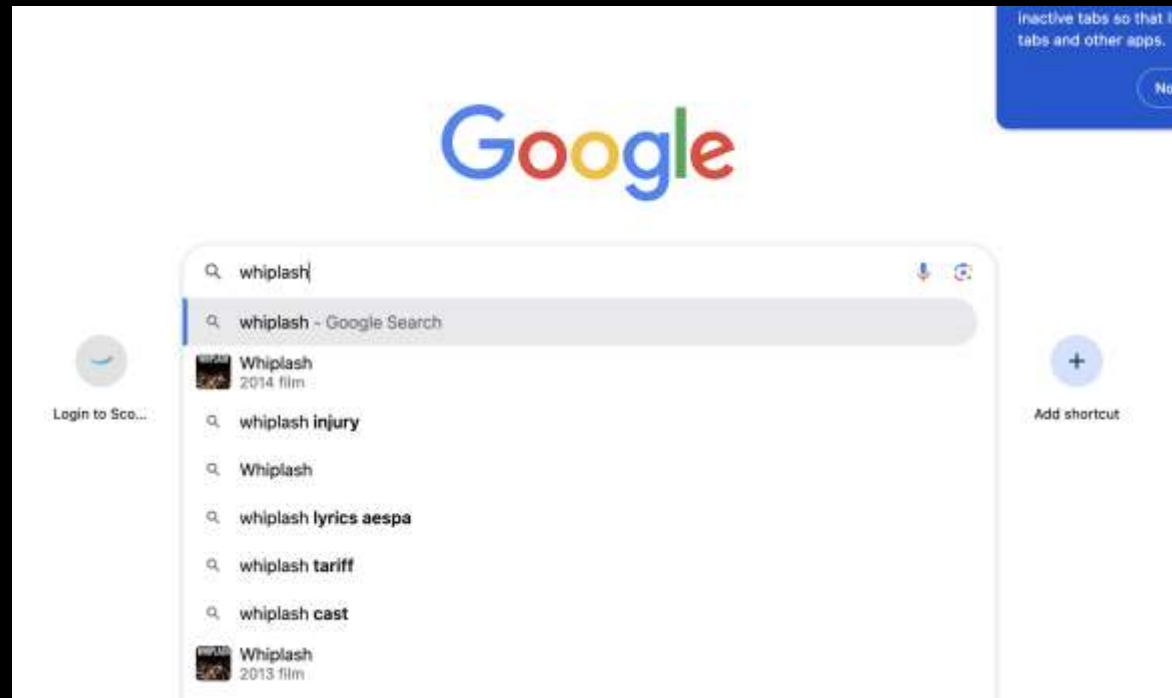 inactive tabs so that
tabs and other apps.
No
Google
whiplash
whiplash - Google Search
Whiplash
2014 film
whiplash injury
Whiplash
whiplash lyrics aespa
whiplash tariff
whiplash cast
Whiplash
2013 film
Login to Sco...
Add shortcut